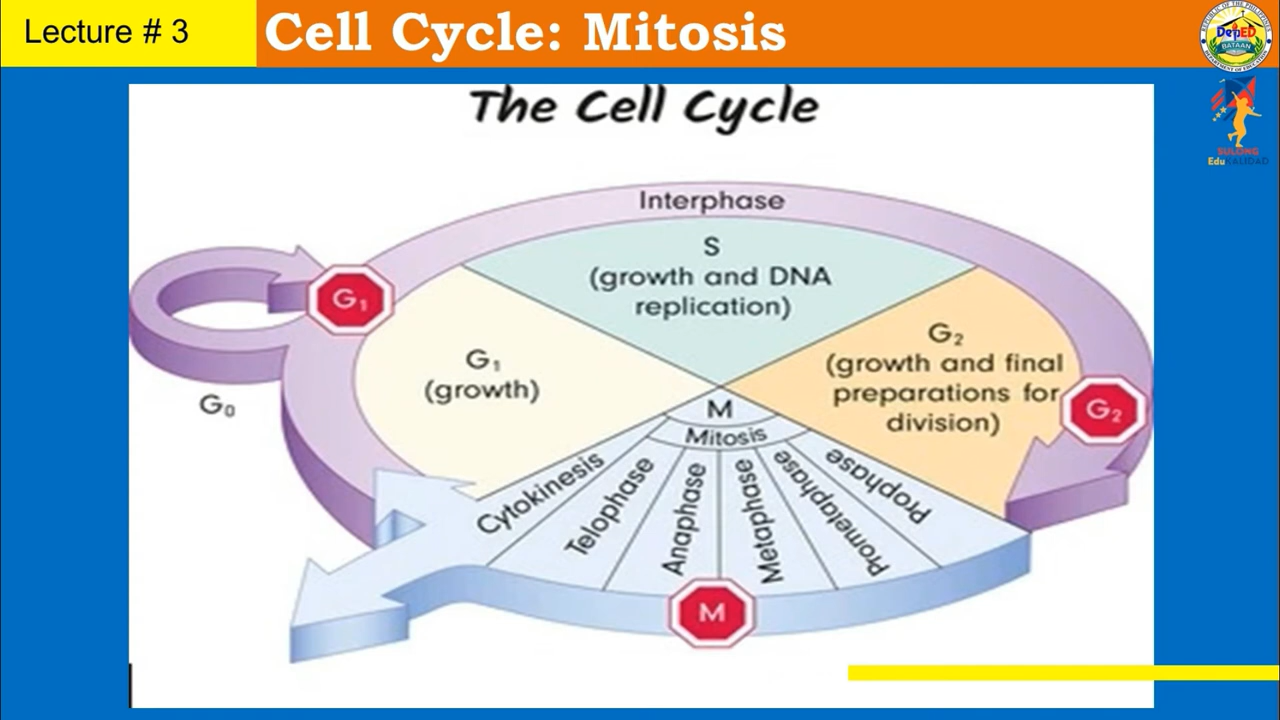 Lecture # 3
Cell Cycle: Mitosis
DepED
BATAAN
SULONG
EduKALIDAD
The Cell Cycle
Interphase
S
(growth and DNA
replication)
G₁
G₁
(growth)
G₀
G₂
(growth and final
preparations for
division)
G₂
M
Mitosis
Cytokinesis
Telophase
Anaphase
Metaphase
Prometaphase
Prophase
M